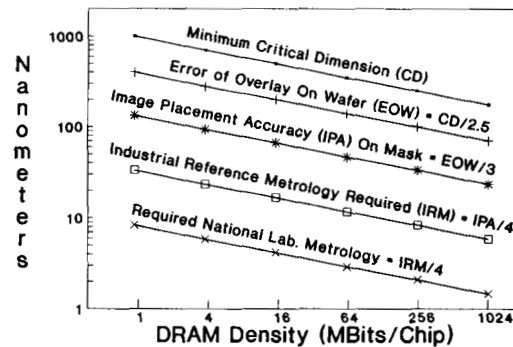 Nanometers
1000
100
10
1
Minimum Critical Dimension (CD)
Error of Overlay On Wafer (EOW) = CD/2.5
Image Placement Accuracy (IPA) On Mask = EOW/3
Industrial Reference Metrology Required (IRM) = IPA/4
Required National Lab. Metrology = IRM/4
1 4 16 64 256 1024
DRAM Density (MBits/Chip)